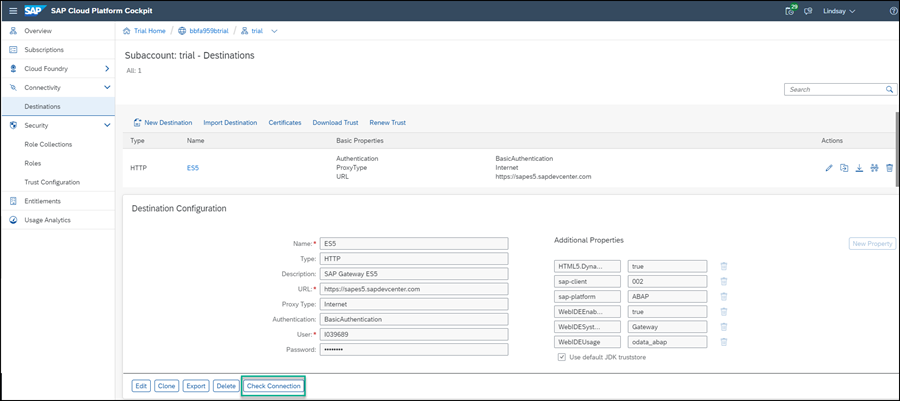 SAP SAP Cloud Platform Cockpit 29 Lindsay
Overview
Subscriptions
Cloud Foundry
Connectivity
Destinations
Security
Role Collections
Roles
Trust Configuration
Entitlements
Usage Analytics
Trial Home / bbfa959btrial / trial
Subaccount: trial - Destinations
All: 1
Search
New Destination Import Destination Certificates Download Trust Renew Trust
Type Name Basic Properties Actions
HTTP ES5
Authentication BasicAuthentication
ProxyType Internet
URL https://sapes5.sapdevcenter.com
Destination Configuration
Name:* ES5
Type: HTTP
Description: SAP Gateway ES5
URL:* https://sapes5.sapdevcenter.com
Proxy Type: Internet
Authentication: BasicAuthentication
User:* I039689
Password: ••••••••
Additional Properties New Property
HTML5.Dyna... true
sap-client 002
sap-platform ABAP
WebIDEEnab... true
WebIDESyst... Gateway
WebIDEUsage odata_abap
Use default JDK truststore
Edit Clone Export Delete Check Connection